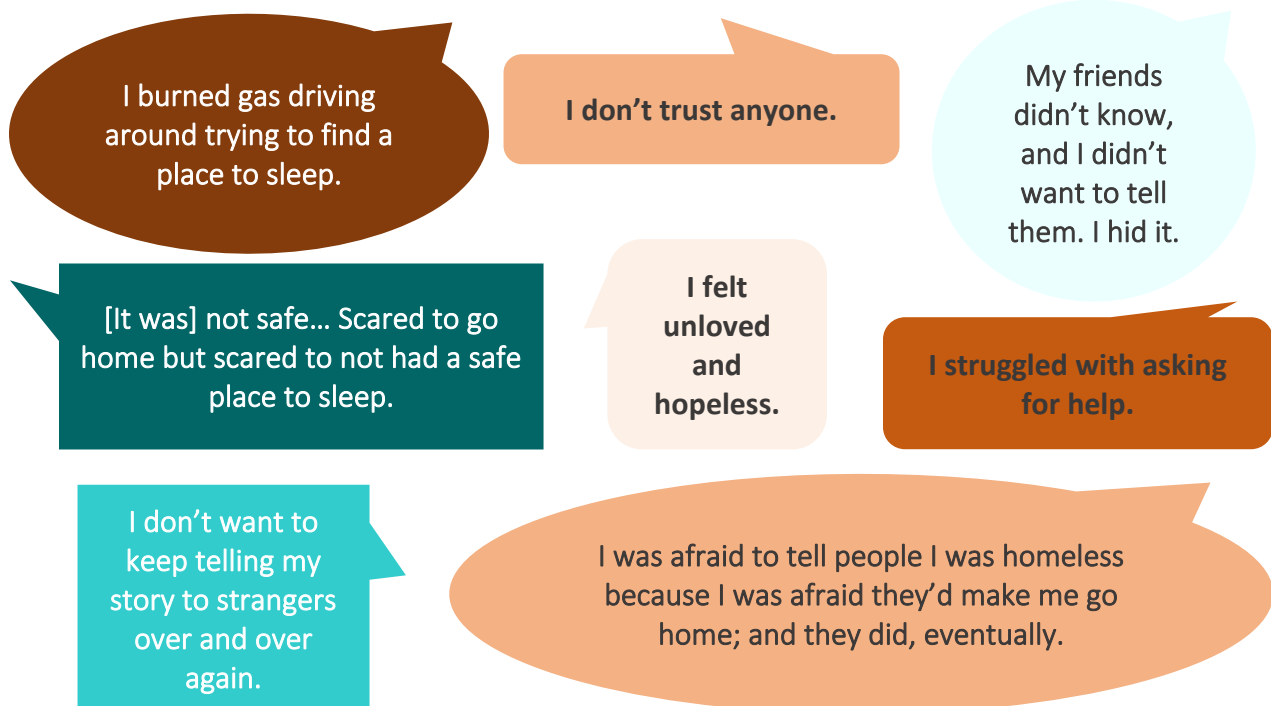 I burned gas driving
around trying to find a
place to sleep.
I don’t trust anyone.
My friends
didn’t know,
and I didn’t
want to tell
them. I hid it.
[It was] not safe... Scared to go
home but scared to not had a safe
place to sleep.
I felt
unloved
and
hopeless.
I struggled with asking
for help.
I don’t want to
keep telling my
story to strangers
over and over
again.
I was afraid to tell people I was homeless
because I was afraid they’d make me go
home; and they did, eventually.